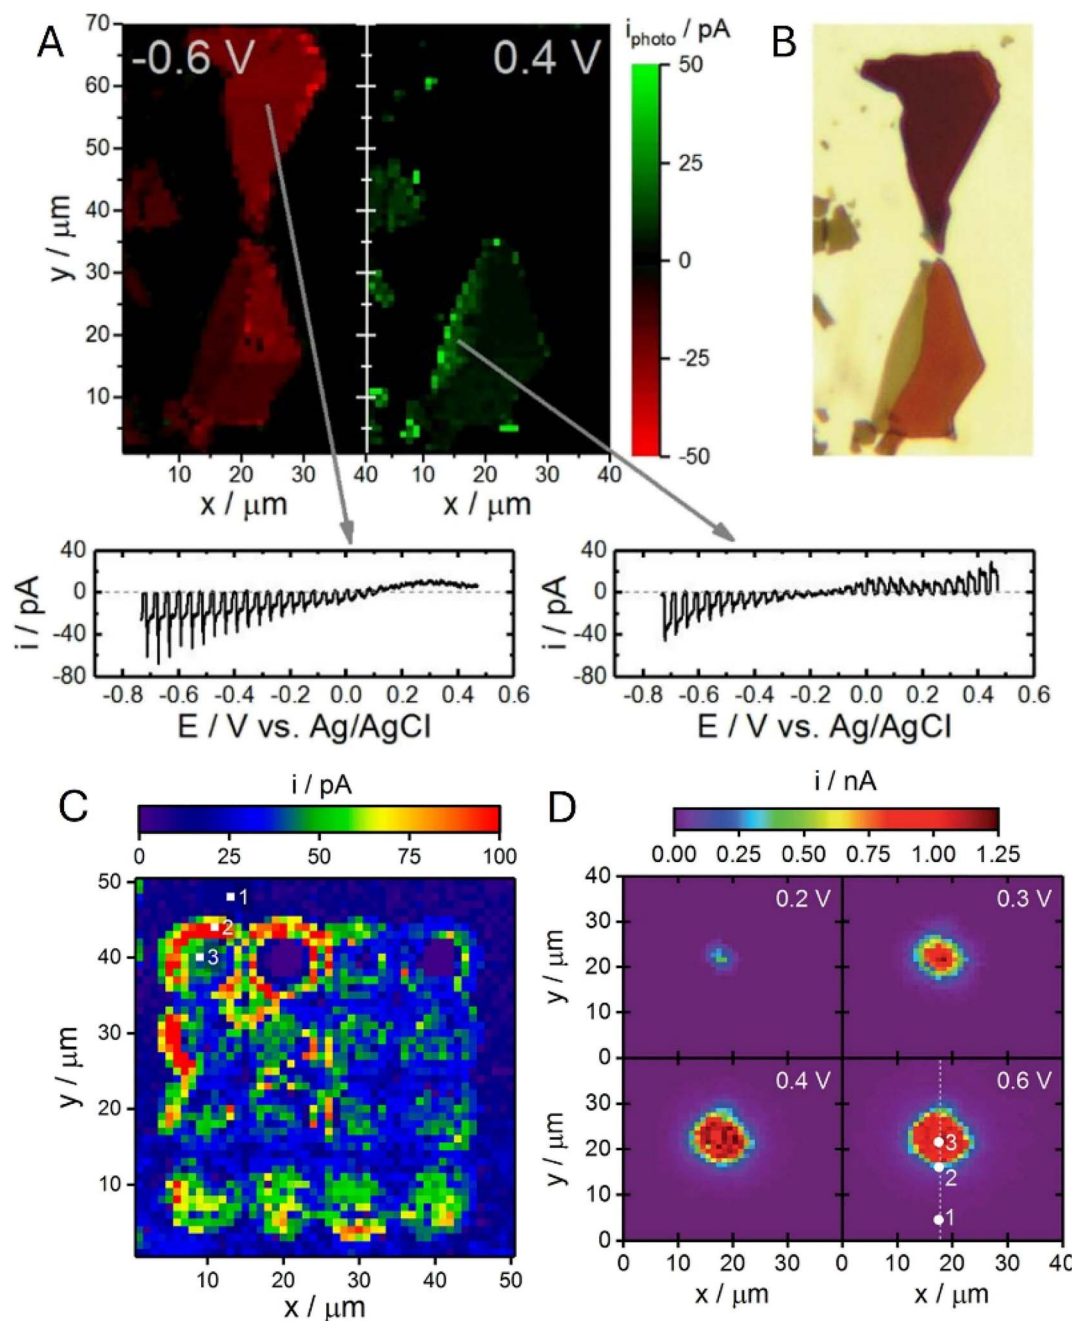 A
-0.6 V
0.4 V
i_photo / pA
B
70
60
50
40
30
20
10
y / μm
50
25
0
-25
-50
10 20 30
10 20 30 40
x / μm
x / μm
40
0
-40
-80
i / pA
-0.8 -0.6 -0.4 -0.2 0.0 0.2 0.4 0.6
E / V vs. Ag/AgCl
40
0
-40
-80
i / pA
-0.8 -0.6 -0.4 -0.2 0.0 0.2 0.4 0.6
E / V vs. Ag/AgCl
C
i / pA
0 25 50 75 100
50
40
30
20
10
y / μm
1
2
3
10 20 30 40 50
x / μm
D
i / nA
0.00 0.25 0.50 0.75 1.00 1.25
40
30
20
10
0
y / μm
0.2 V
0.3 V
30
20
10
0
y / μm
0.4 V
0.6 V
3
2
1
0 10 20 30
0 10 20 30 40
x / μm
x / μm